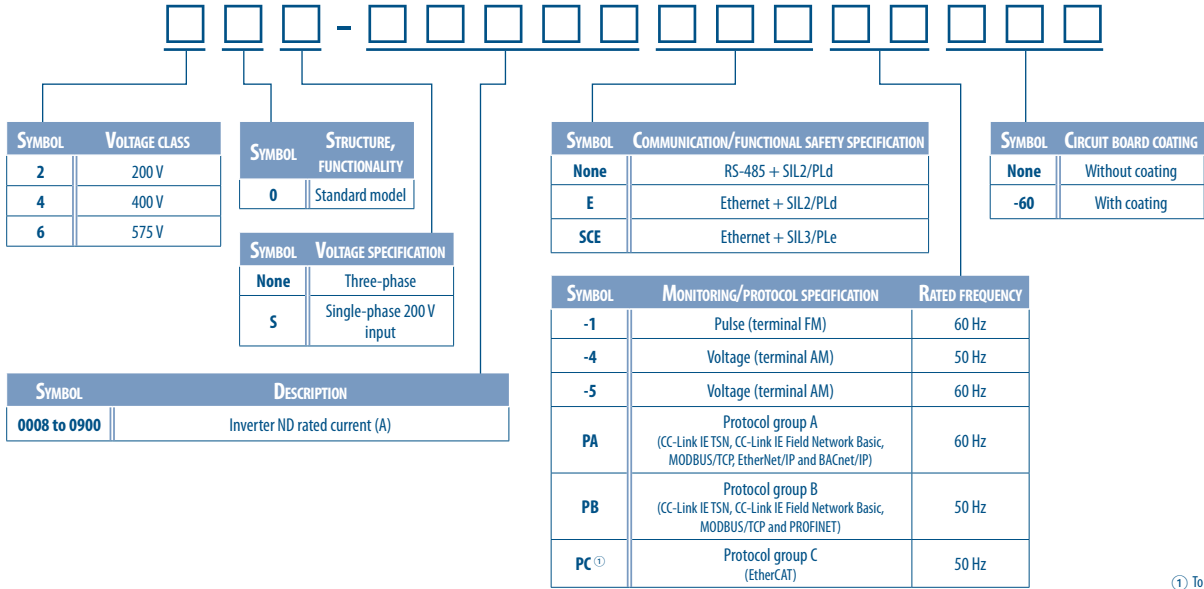 -
SYMBOL VOLTAGE CLASS
2 200 V
4 400 V
6 575 V
SYMBOL STRUCTURE,
FUNCTIONALITY
0 Standard model
SYMBOL VOLTAGE SPECIFICATION
None Three-phase
S Single-phase 200 V
input
SYMBOL DESCRIPTION
0008 to 0900 Inverter ND rated current (A)
SYMBOL COMMUNICATION/FUNCTIONAL SAFETY SPECIFICATION
None RS-485 + SIL2/PLd
E Ethernet + SIL2/PLd
SCE Ethernet + SIL3/PLe
SYMBOL MONITORING/PROTOCOL SPECIFICATION RATED FREQUENCY
-1 Pulse (terminal FM) 60 Hz
-4 Voltage (terminal AM) 50 Hz
-5 Voltage (terminal AM) 60 Hz
PA Protocol group A 60 Hz
(CC-Link IE TSN, CC-Link IE Field Network Basic,
MODBUS/TCP, EtherNet/IP and BACnet/IP)
PB Protocol group B 50 Hz
(CC-Link IE TSN, CC-Link IE Field Network Basic,
MODBUS/TCP and PROFINET)
PC ① Protocol group C 50 Hz
(EtherCAT)
SYMBOL CIRCUIT BOARD COATING
None Without coating
-60 With coating
① To